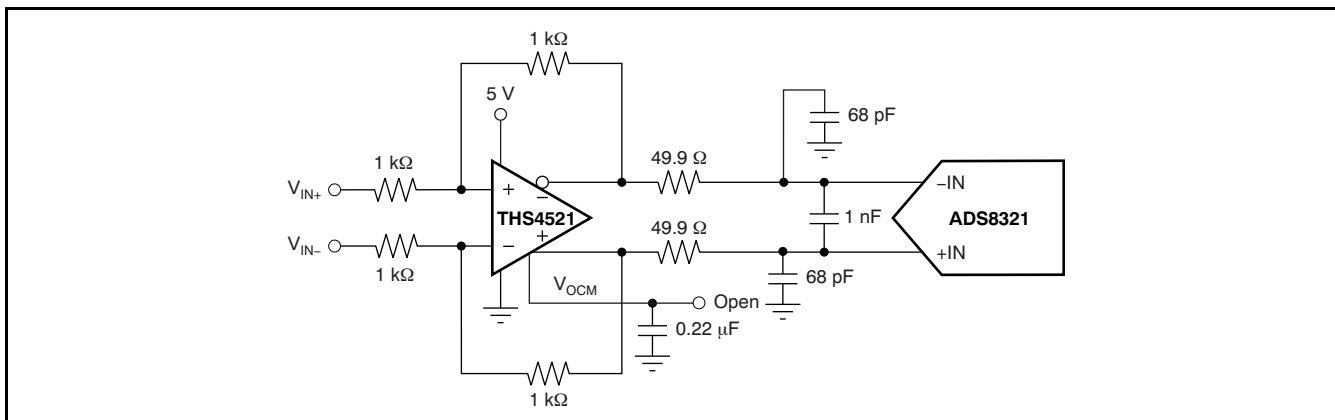 1 kΩ
5 V
68 pF
1 kΩ
49.9 Ω
V_IN+
+
−
−IN
THS4521
1 nF
ADS8321
49.9 Ω
V_IN−
−
+
+IN
1 kΩ
68 pF
V_OCM
Open
0.22 μF
1 kΩ